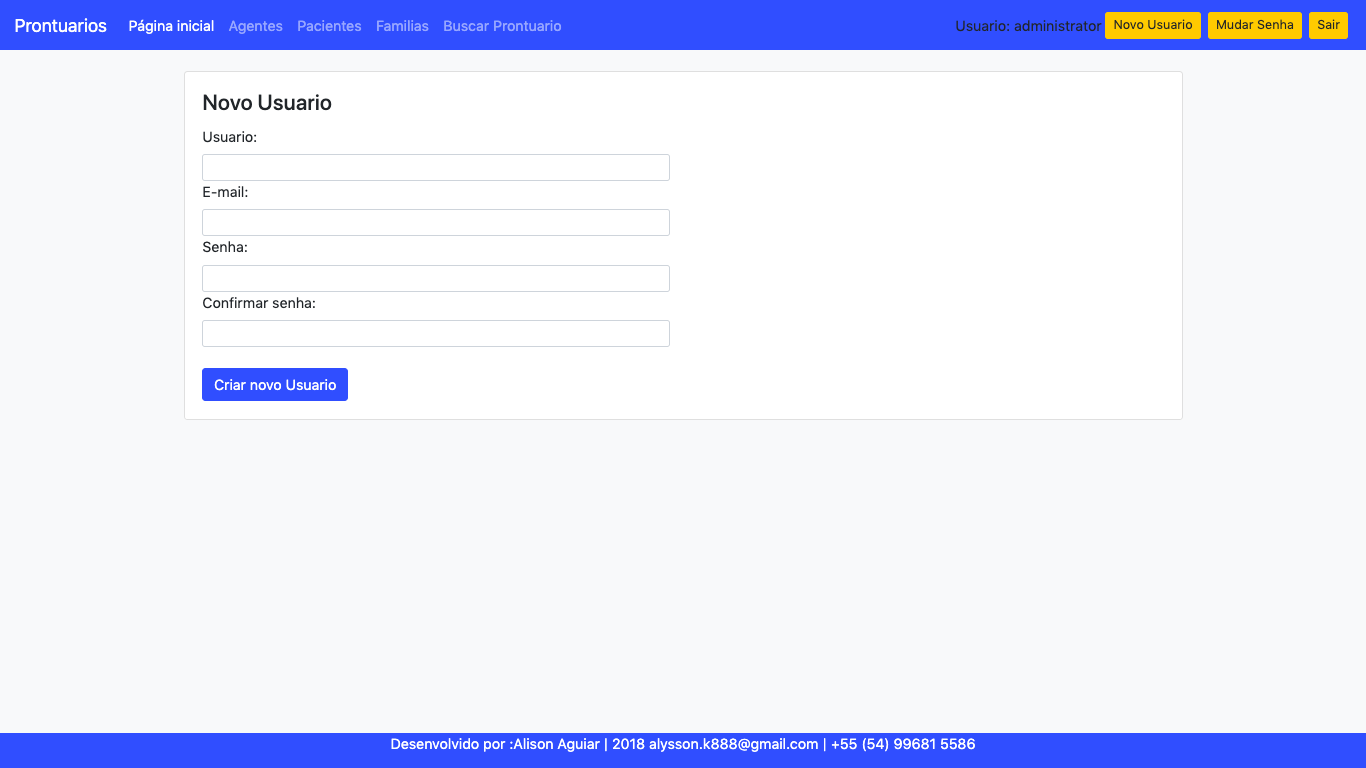 Prontuarios Página inicial Agentes Pacientes Familias Buscar Prontuario Usuario: administrator Novo Usuario Mudar Senha Sair
Novo Usuario
Usuario:
E-mail:
Senha:
Confirmar senha:
Criar novo Usuario
Desenvolvido por :Alison Aguiar | 2018 alysson.k888@gmail.com | +55 (54) 99681 5586